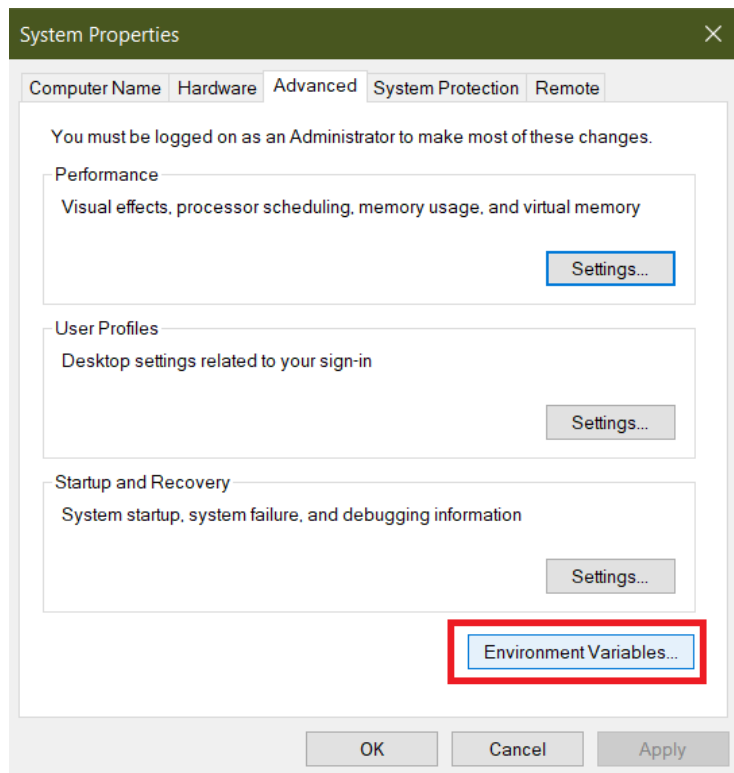 System Properties
Computer Name Hardware Advanced System Protection Remote
You must be logged on as an Administrator to make most of these changes.
Performance
Visual effects, processor scheduling, memory usage, and virtual memory
Settings...
User Profiles
Desktop settings related to your sign-in
Settings...
Startup and Recovery
System startup, system failure, and debugging information
Settings...
Environment Variables...
OK Cancel Apply